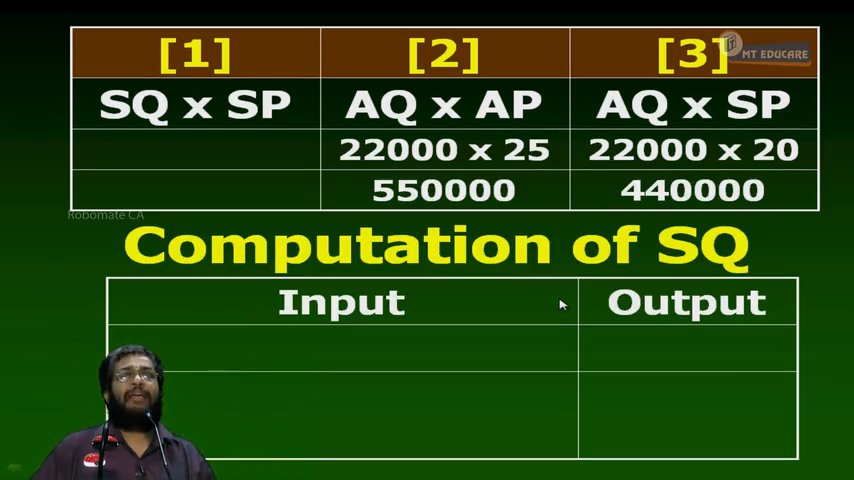 [1] [2] [3]
MT EDUCARE
SQ x SP AQ x AP AQ x SP
22000 x 25 22000 x 20
550000 440000
Robomate CA
Computation of SQ
Input Output